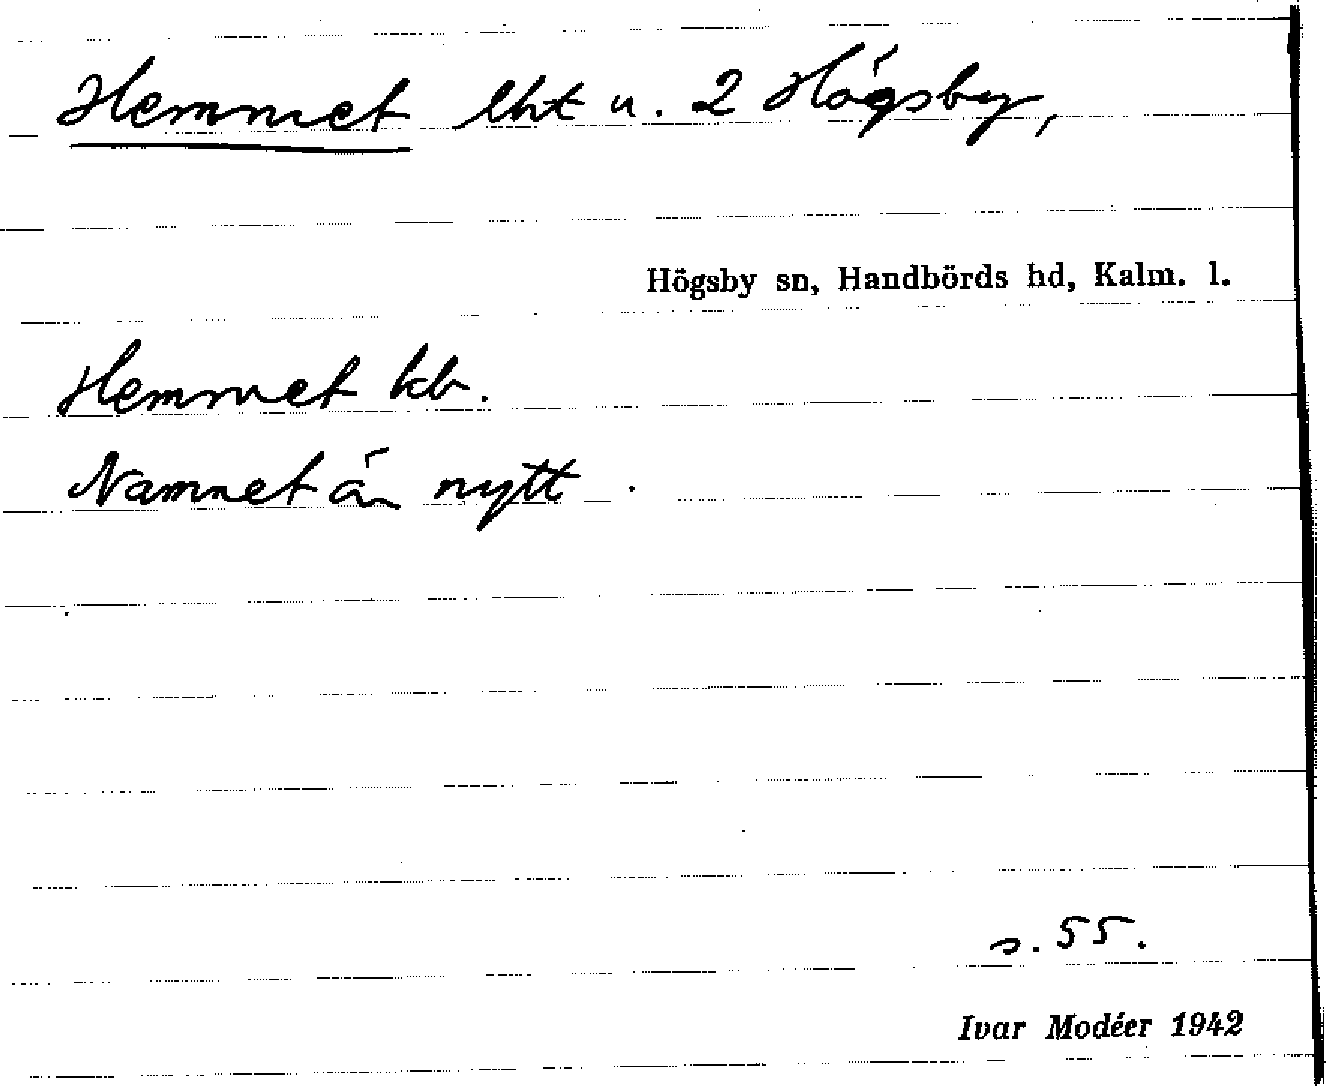 Hemmet lht u. 2 Högsby,
Högsby sn, Handbörds hd, Kalm. l.
Hemmet kb.
Namnet är nytt.
s. 55.
Ivar Modéer 1942